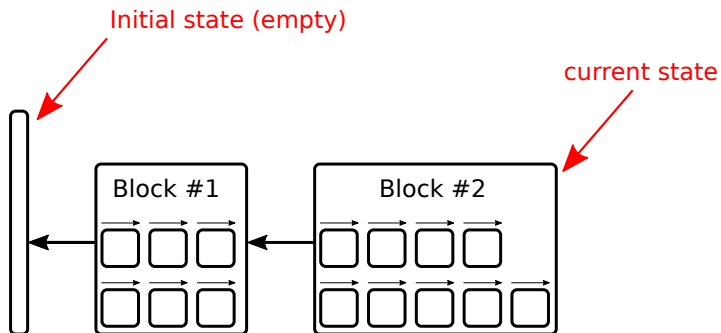 Initial state (empty)
current state
Block #1
Block #2